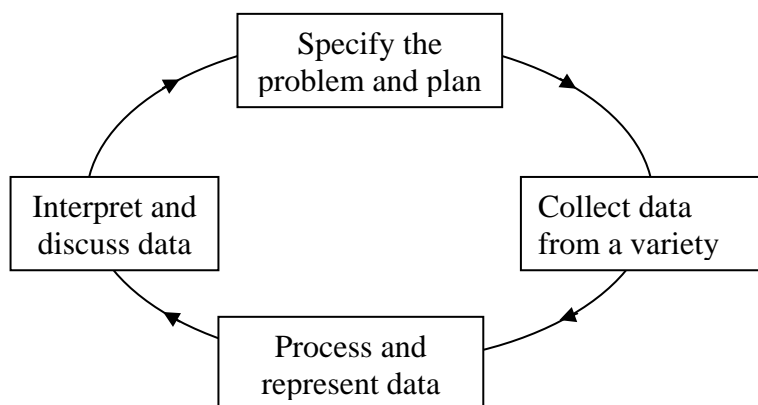 Specify the
problem and plan
Collect data
from a variety
Process and
represent data
Interpret and
discuss data